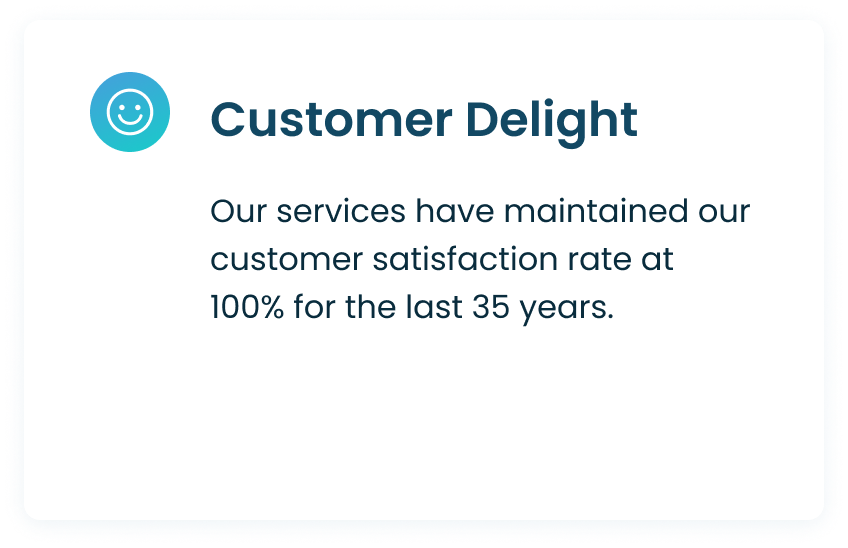 Customer Delight
Our services have maintained our
customer satisfaction rate at
100% for the last 35 years.